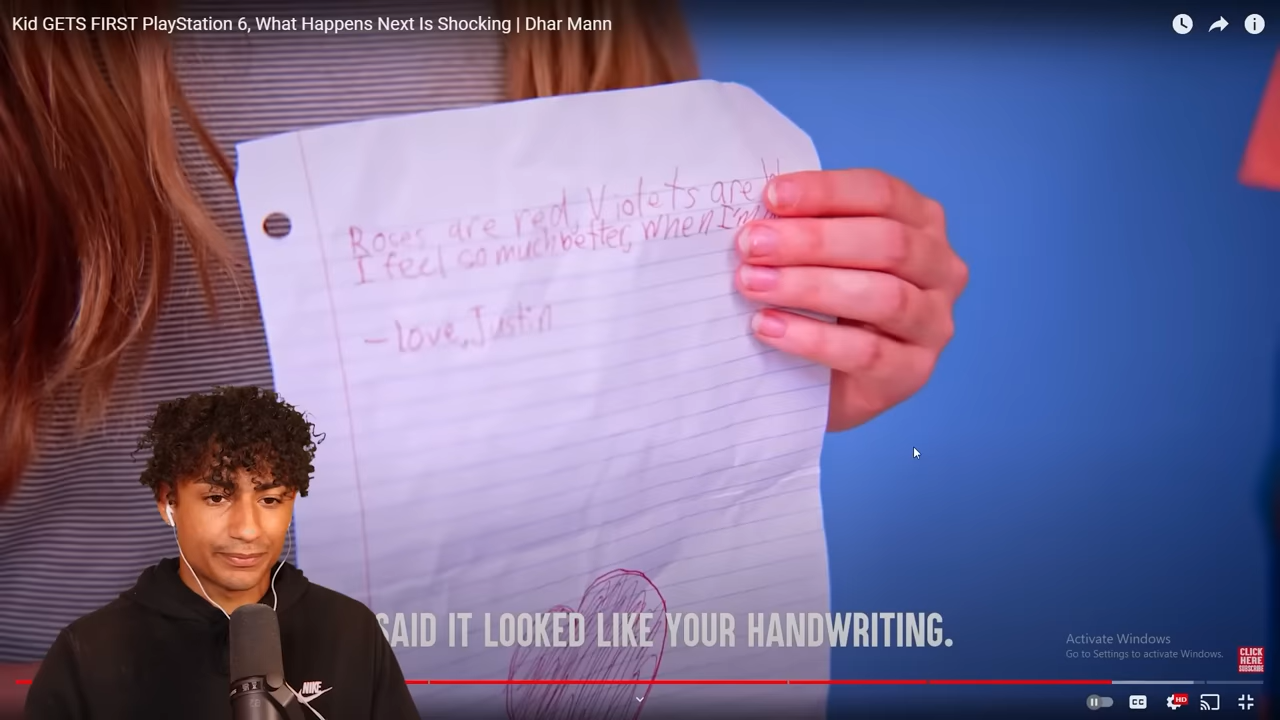 Kid GETS FIRST PlayStation 6, What Happens Next Is Shocking | Dhar Mann
Roses are red, Violets are
I feel so much better, when I'm
- love, Justin
SAID IT LOOKED LIKE YOUR HANDWRITING.
Activate Windows
Go to Settings to activate Windows.
CLICK
HERE
SUBSCRIBE
NIKE
CC
HD